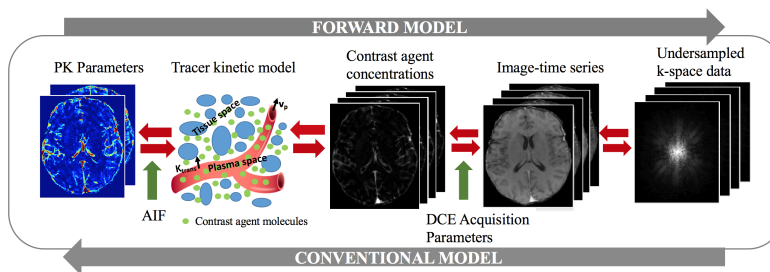 FORWARD MODEL
PK Parameters
Tracer kinetic model
Contrast agent
concentrations
Image-time series
Undersampled
k-space data
Tissue space
vp
Ktrans
Plasma space
Contrast agent molecules
AIF
DCE Acquisition
Parameters
CONVENTIONAL MODEL